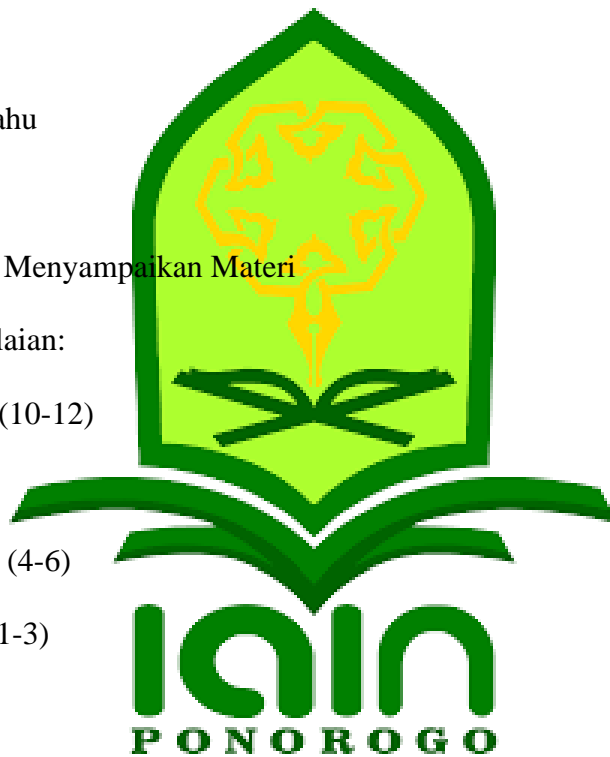 ahu
Menyampaikan Materi
laian:
(10-12)
(4-6)
1-3)
iain
PONOROGO